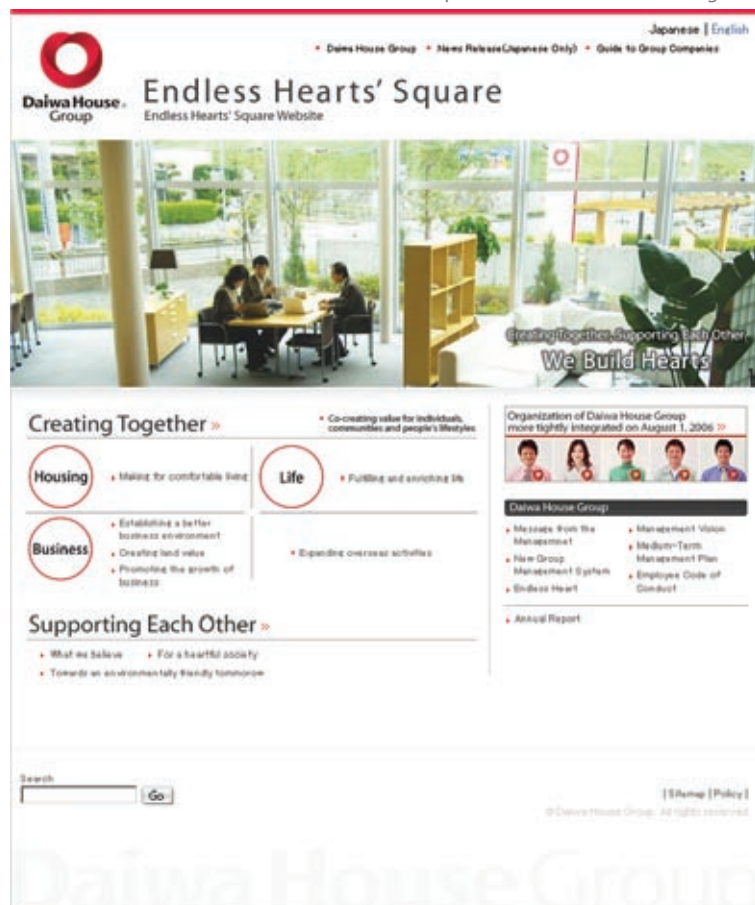 Japanese | English
Daiwa House Group
News Release(Japanese Only)
Guide to Group Companies
Daiwa House®
Group
Endless Hearts' Square
Endless Hearts' Square Website
Creating Together, Supporting Each Other,
We Build Hearts
Creating Together »
Co-creating value for individuals,
communities and people's lifestyles
Housing
Making for comfortable living
Life
Fulfilling and enriching life
Business
Establishing a better
business environment
Creating land value
Promoting the growth of
business
Expanding overseas activities
Supporting Each Other »
What we believe
For a heartful society
Towards an environmentally friendly tommorow
Organization of Daiwa House Group
more tightly integrated on August 1, 2006 »
Daiwa House Group
Message from the
Managemnet
New Group
Management System
Endless Heart
Management Vision
Medium-Term
Management Plan
Employee Code of
Conduct
Annual Report
Search
Go
| Sitemap | Policy |
© Daiwa House Group. All rights reserved.
Daiwa House Group